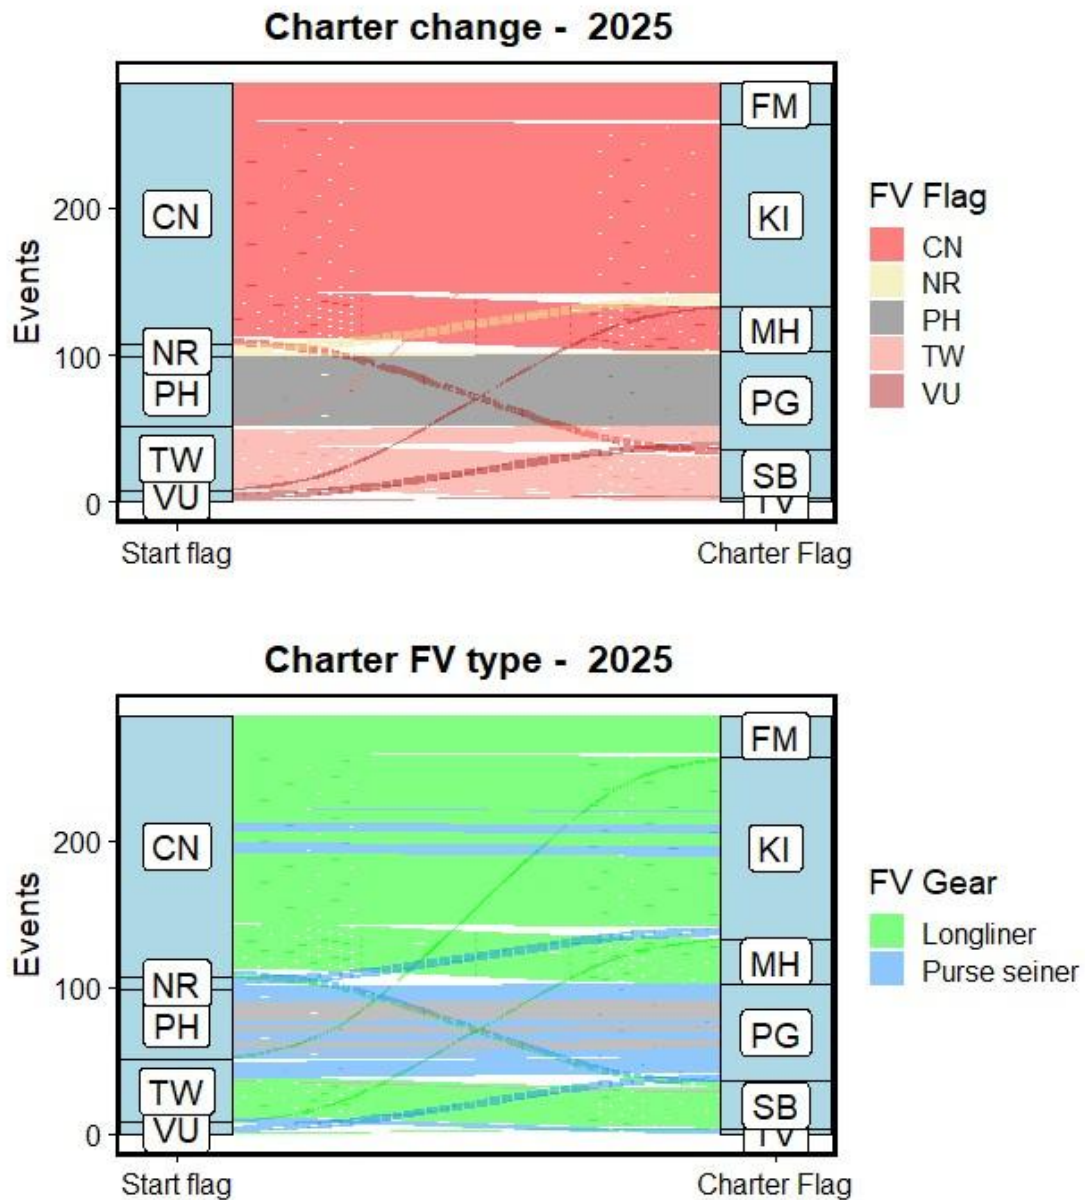 Charter change - 2025
Events
200
100
0
CN
NR
PH
TW
VU
FM
KI
MH
PG
SB
TV
Start flag
Charter Flag
FV Flag
CN
NR
PH
TW
VU
Charter FV type - 2025
Events
200
100
0
CN
NR
PH
TW
VU
FM
KI
MH
PG
SB
TV
Start flag
Charter Flag
FV Gear
Longliner
Purse seiner